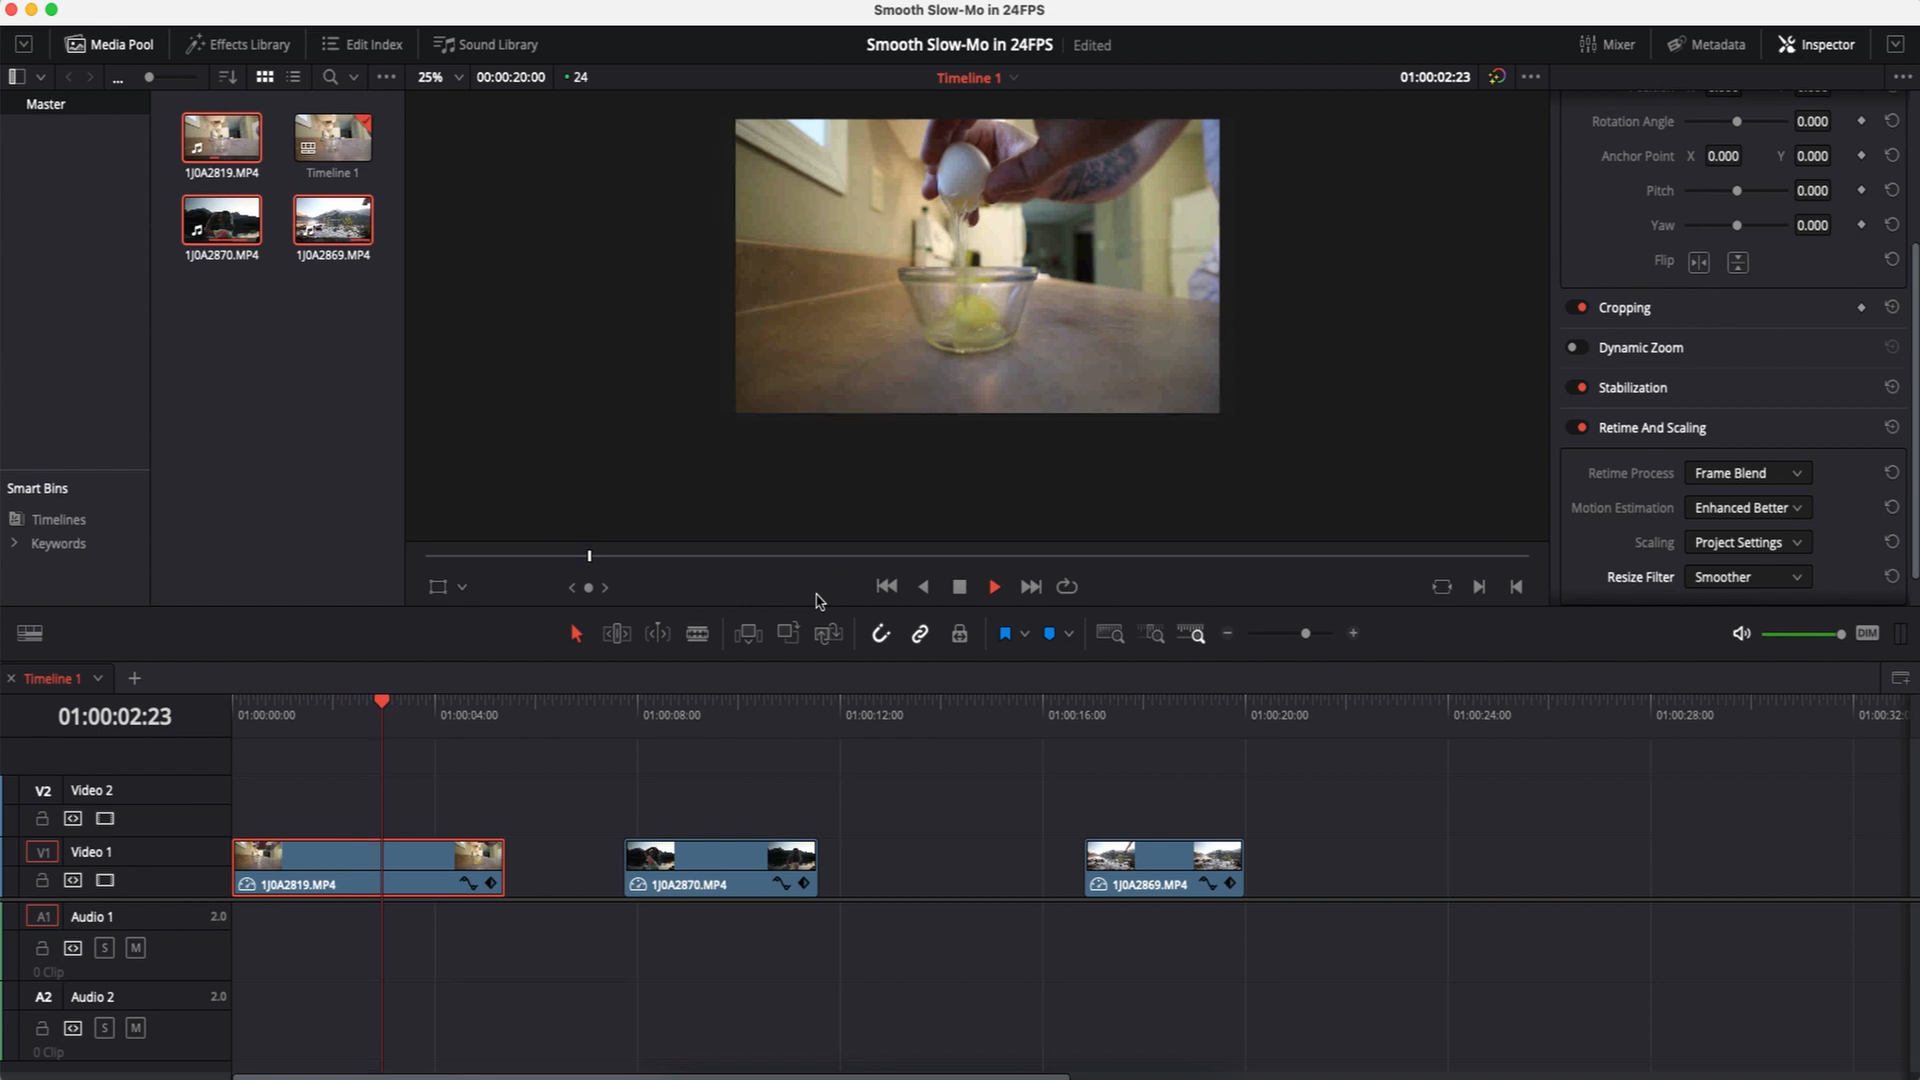 Smooth Slow-Mo in 24FPS
Media Pool
Effects Library
Edit Index
Sound Library
Smooth Slow-Mo in 24FPS
Edited
Mixer
Metadata
Inspector
...
25%
00:00:20:00
24
Timeline 1
01:00:02:23
Master
1J0A2819.MP4
Timeline 1
1J0A2870.MP4
1J0A2869.MP4
Smart Bins
Timelines
Keywords
Rotation Angle 0.000
Anchor Point X 0.000 Y 0.000
Pitch 0.000
Yaw 0.000
Flip
Cropping
Dynamic Zoom
Stabilization
Retime And Scaling
Retime Process Frame Blend
Motion Estimation Enhanced Better
Scaling Project Settings
Resize Filter Smoother
DIM
Timeline 1
01:00:02:23
01:00:00:00 01:00:04:00 01:00:08:00 01:00:12:00 01:00:16:00 01:00:20:00 01:00:24:00 01:00:28:00 01:00:32:
V2 Video 2
V1 Video 1
1J0A2819.MP4
1J0A2870.MP4
1J0A2869.MP4
A1 Audio 1 2.0
S M
0 Clip
A2 Audio 2 2.0
S M
0 Clip